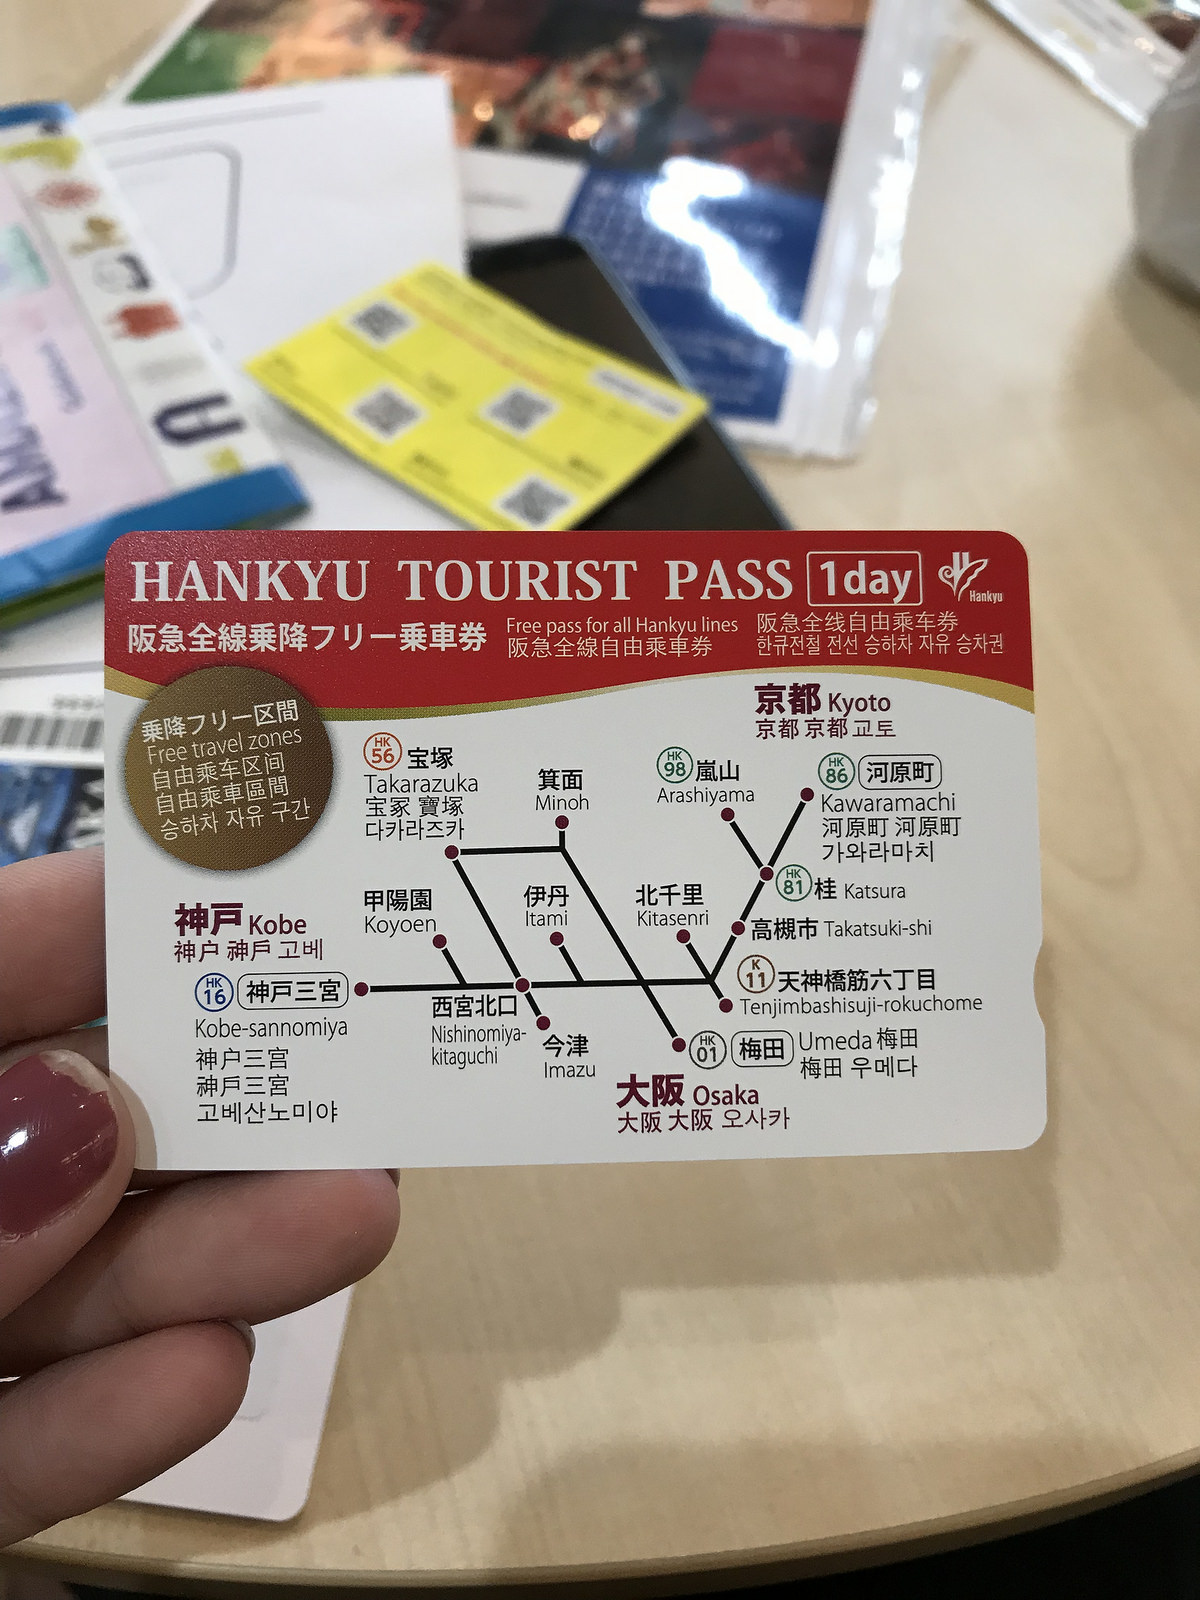 HANKYU TOURIST PASS 1day
Hankyu
阪急全線乗降フリー乗車券
Free pass for all Hankyu lines
阪急全線自由乘車券
阪急全线自由乘车券
한큐전철 전선 승하차 자유 승차권
乗降フリー区間
Free travel zones
自由乘车区间
自由乘車區間
승하차 자유 구간
京都 Kyoto
京都 京都 교토
HK 56 宝塚
Takarazuka
宝冢 寶塚
다카라즈카
箕面
Minoh
HK 98 嵐山
Arashiyama
HK 86 河原町
Kawaramachi
河原町 河原町
가와라마치
HK 81 桂 Katsura
甲陽園
Koyoen
伊丹
Itami
北千里
Kitasenri
高槻市 Takatsuki-shi
神戸 Kobe
神户 神戶 고베
HK 16 神戸三宮
Kobe-sannomiya
神户三宫
神戶三宮
고베산노미야
西宮北口
Nishinomiya-
kitaguchi
今津
Imazu
K 11 天神橋筋六丁目
Tenjimbashisuji-rokuchome
HK 01 梅田 Umeda 梅田
梅田 우메다
大阪 Osaka
大阪 大阪 오사카